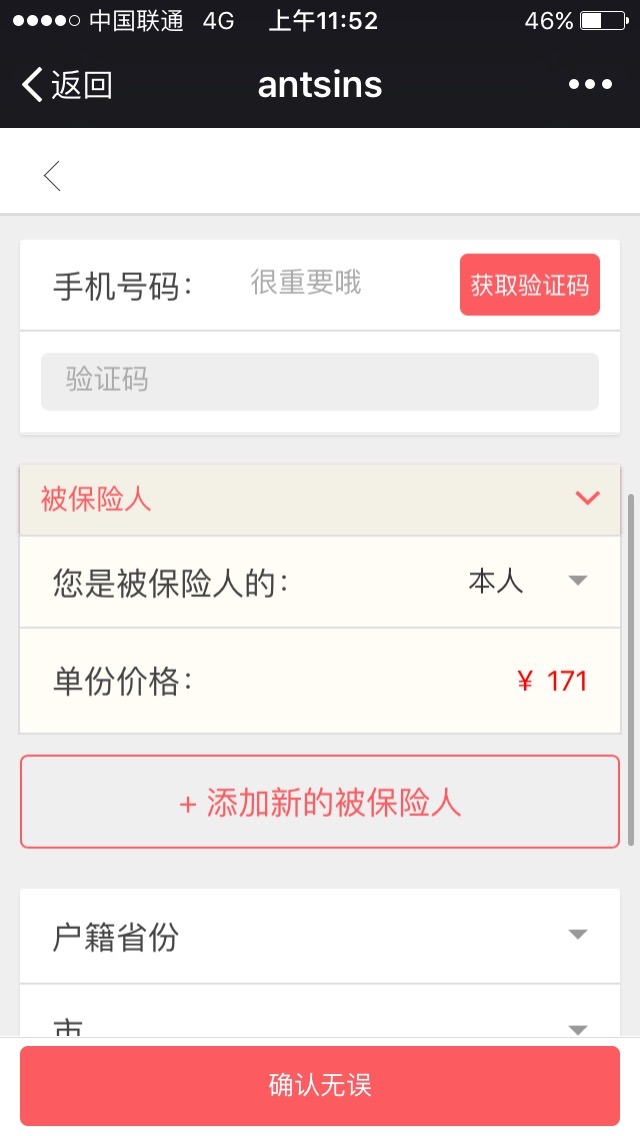 中国联通 4G 上午11:52 46%
返回 antsins
手机号码： 很重要哦 获取验证码
验证码
被保险人
您是被保险人的： 本人
单份价格： ¥ 171
+ 添加新的被保险人
户籍省份
市
确认无误